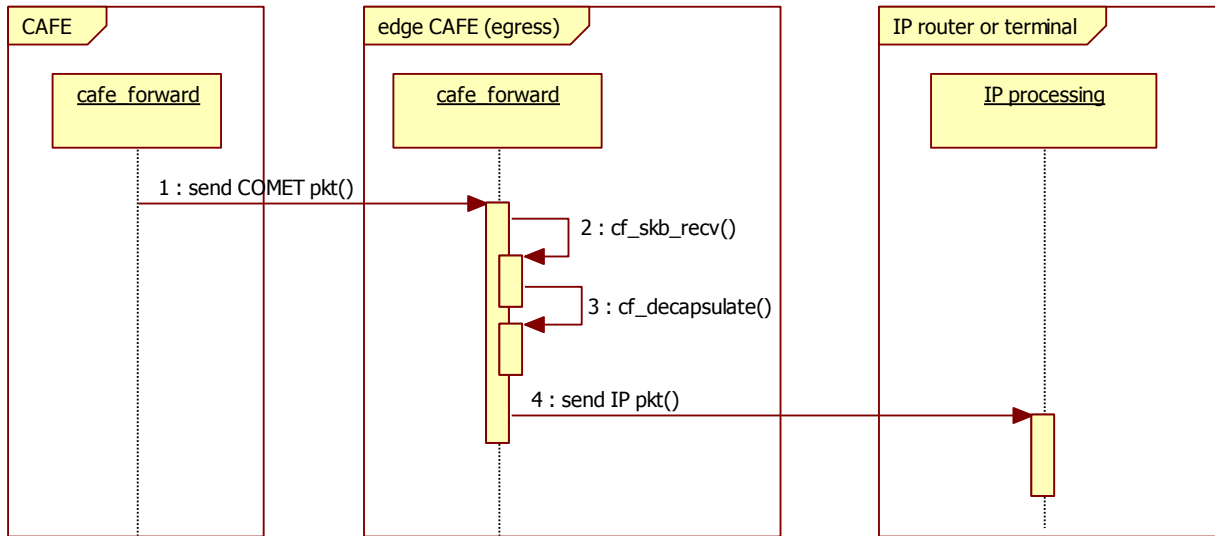 CAFE
edge CAFE (egress)
IP router or terminal
cafe_forward
cafe_forward
IP processing
1 : send COMET pkt()
2 : cf_skb_recv()
3 : cf_decapsulate()
4 : send IP pkt()